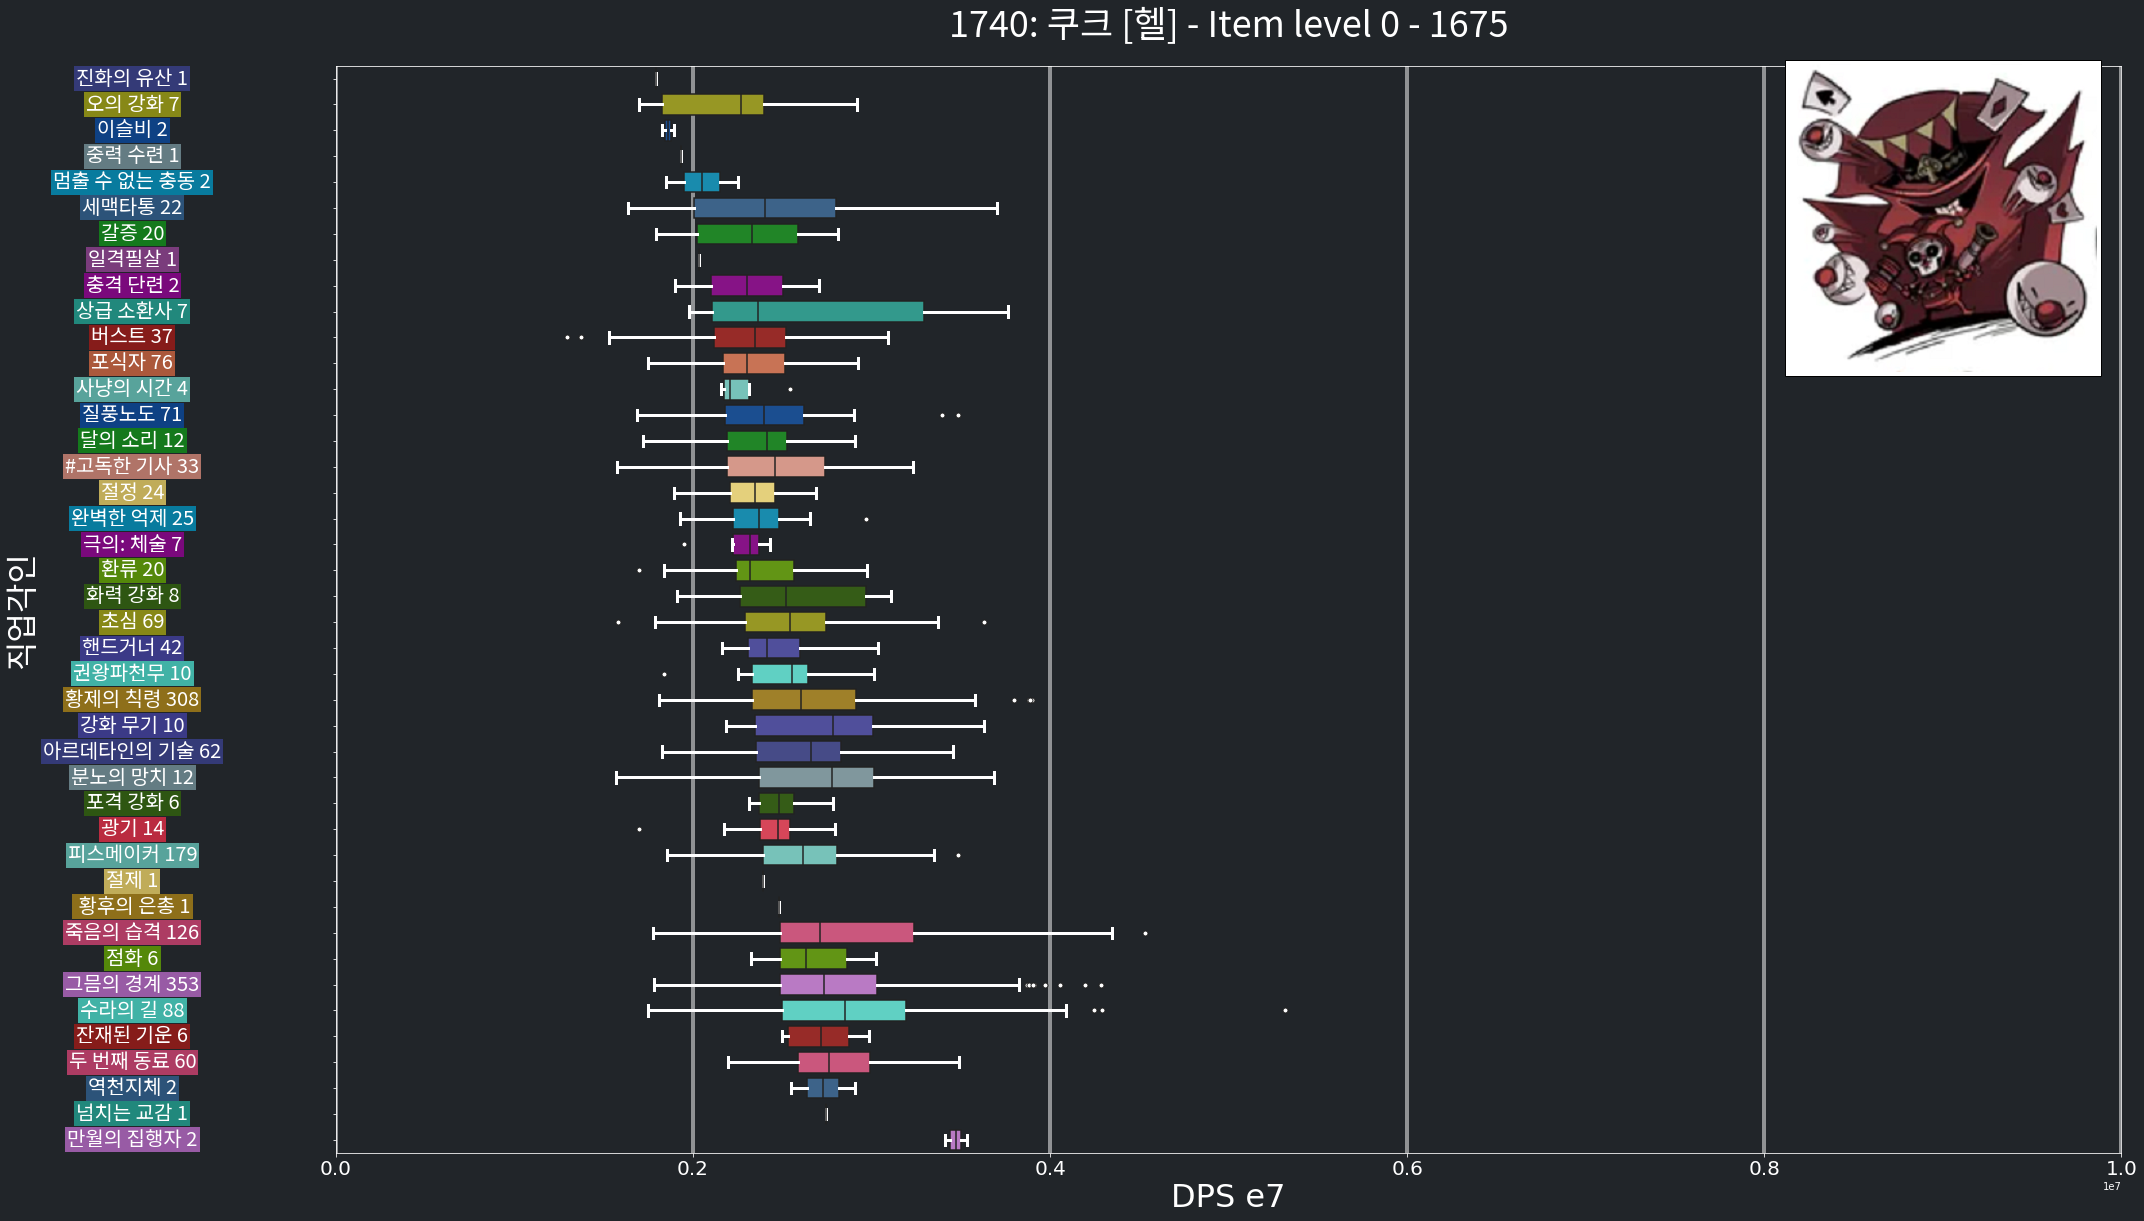 1740: 쿠크 [헬] - Item level 0 - 1675
직업각인
진화의 유산 1
오의 강화 7
이슬비 2
중력 수련 1
멈출 수 없는 충동 2
세맥타통 22
갈증 20
일격필살 1
충격 단련 2
상급 소환사 7
버스트 37
포식자 76
사냥의 시간 4
질풍노도 71
달의 소리 12
#고독한 기사 33
절정 24
완벽한 억제 25
극의: 체술 7
환류 20
화력 강화 8
초심 69
핸드거너 42
권왕파천무 10
황제의 칙령 308
강화 무기 10
아르데타인의 기술 62
분노의 망치 12
포격 강화 6
광기 14
피스메이커 179
절제 1
황후의 은총 1
죽음의 습격 126
점화 6
그믐의 경계 353
수라의 길 88
잔재된 기운 6
두 번째 동료 60
역천지체 2
넘치는 교감 1
만월의 집행자 2
0.0 0.2 0.4 0.6 0.8 1.0
1e7
DPS e7